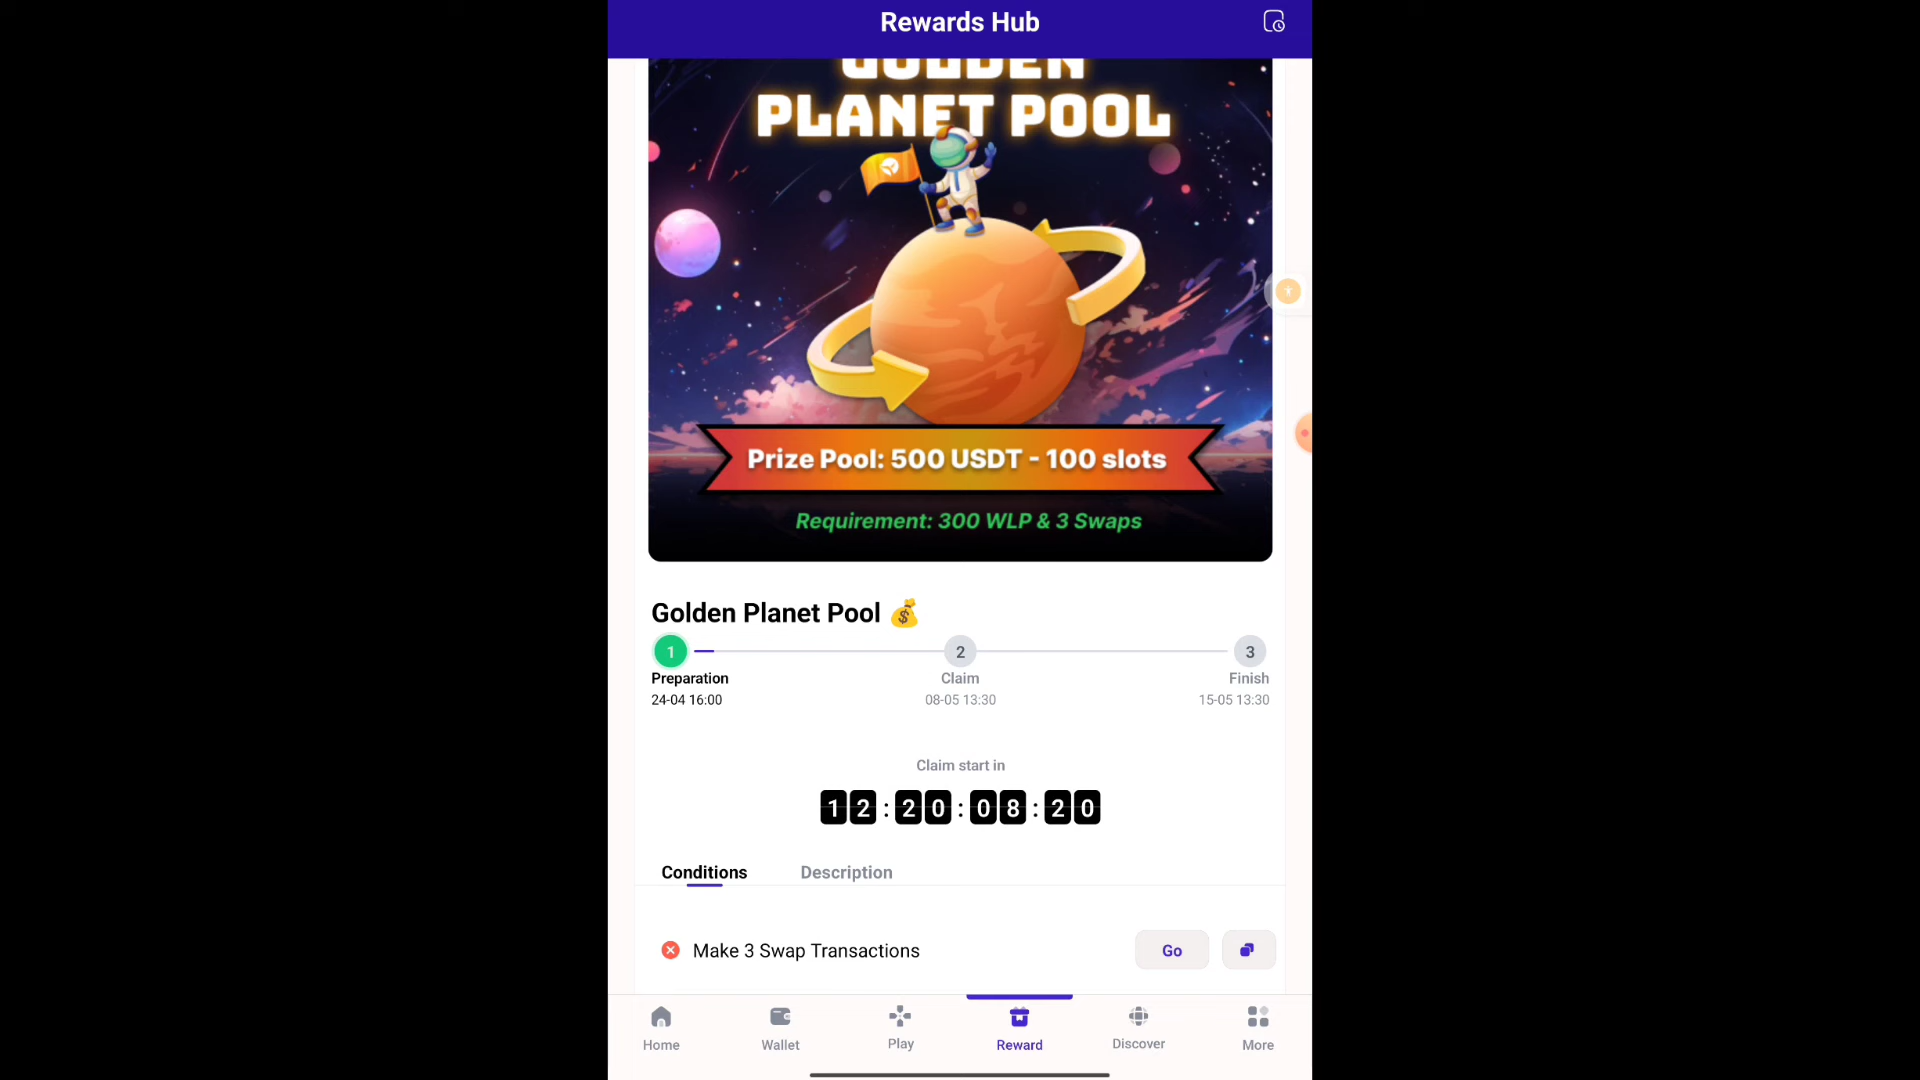 Rewards Hub
GOLDEN
PLANET POOL
Prize Pool: 500 USDT - 100 slots
Requirement: 300 WLP & 3 Swaps
Golden Planet Pool 💰
1
2
3
Preparation
Claim
Finish
24-04 16:00
08-05 13:30
15-05 13:30
Claim start in
12:20:08:20
Conditions
Description
Make 3 Swap Transactions
Go
Home
Wallet
Play
Reward
Discover
More